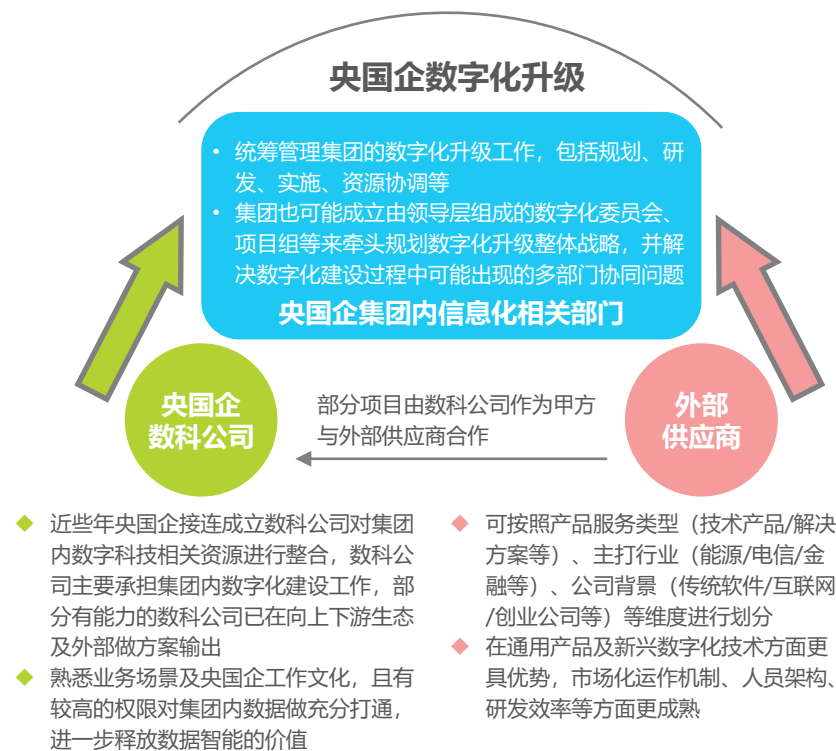 央国企数字化升级
• 统筹管理集团的数字化升级工作，包括规划、研
发、实施、资源协调等
• 集团也可能成立由领导层组成的数字化委员会、
项目组等来牵头规划数字化升级整体战略，并解
决数字化建设过程中可能出现的多部门协同问题
央国企集团内信息化相关部门
央国企
数科公司
部分项目由数科公司作为甲方
与外部供应商合作
外部
供应商
◆ 近些年央国企接连成立数科公司对集团
内数字科技相关资源进行整合，数科公
司主要承担集团内数字化建设工作，部
分有能力的数科公司已在向上下游生态
及外部做方案输出
◆ 熟悉业务场景及央国企工作文化，且有
较高的权限对集团内数据做充分打通，
进一步释放数据智能的价值
◆ 可按照产品服务类型（技术产品/解决
方案等）、主打行业（能源/电信/金
融等）、公司背景（传统软件/互联网
/创业公司等）等维度进行划分
◆ 在通用产品及新兴数字化技术方面更
具优势，市场化运作机制、人员架构、
研发效率等方面更成熟